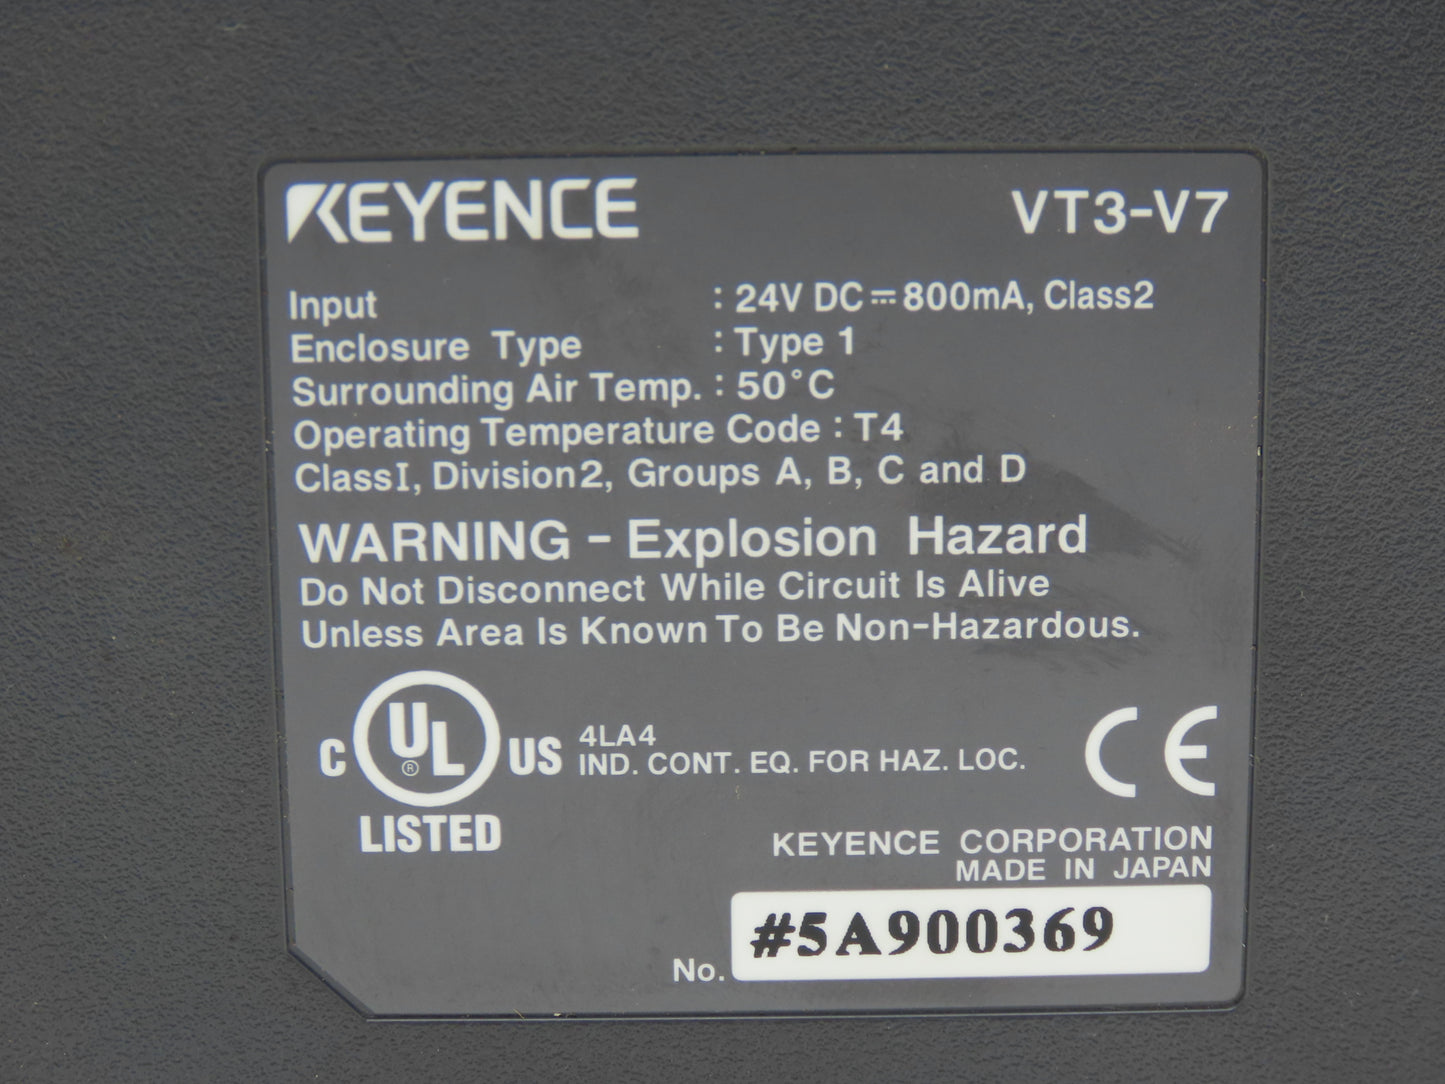 KEYENCE VT3-V7
Input : 24V DC ⎓ 800mA, Class2
Enclosure Type : Type 1
Surrounding Air Temp. : 50°C
Operating Temperature Code : T4
ClassI, Division2, Groups A, B, C and D
WARNING - Explosion Hazard
Do Not Disconnect While Circuit Is Alive
Unless Area Is Known To Be Non-Hazardous.
C UL ® US
LISTED
4LA4
IND. CONT. EQ. FOR HAZ. LOC.
CE
KEYENCE CORPORATION
MADE IN JAPAN
No. #5A900369